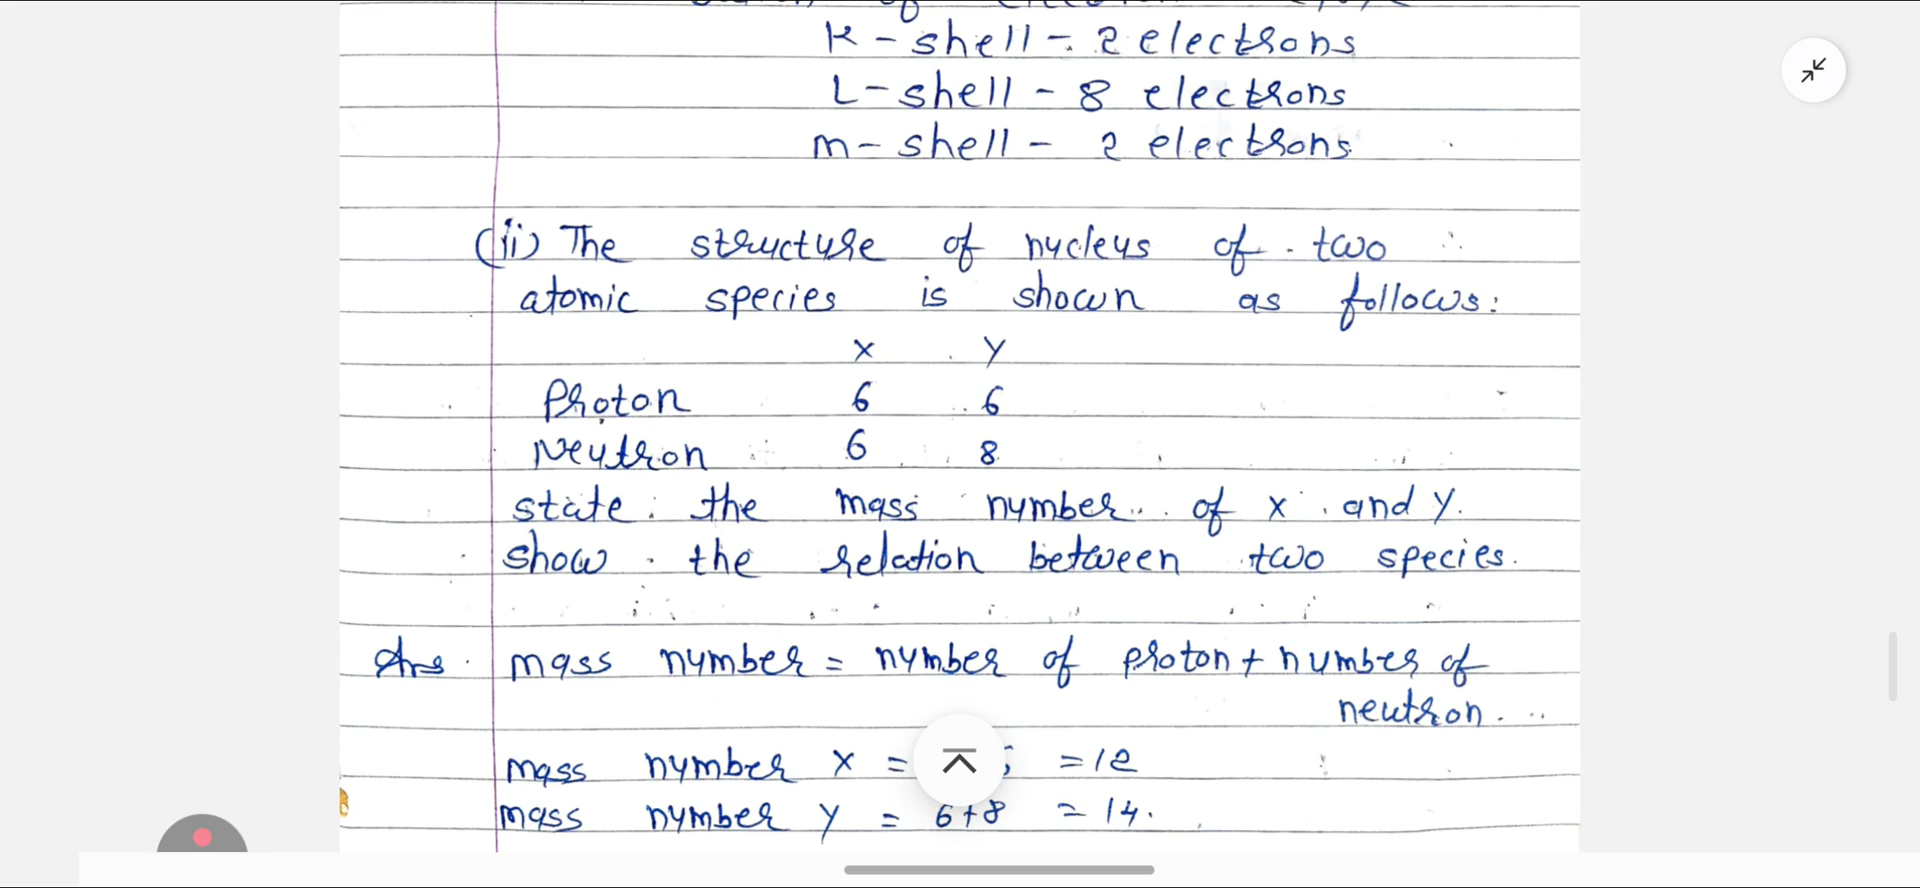 K - shell - 2 electrons
L - shell - 8 electrons
m - shell - 2 electrons
(ii) The structure of nucleus of two
atomic species is shown as follows:
X Y
Proton 6 6
Neutron 6 8
state the mass number of x and y.
show the relation between two species.
Ans. mass number = number of proton + number of
neutron.
mass number X = = 12
mass number Y = 6+8 = 14.